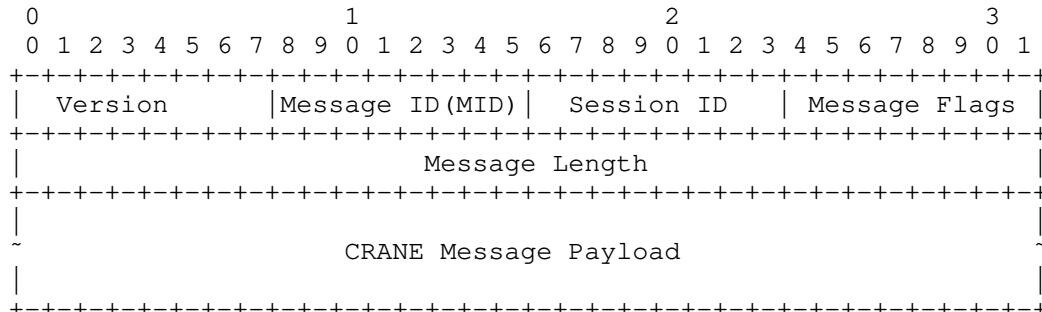 0                   1                   2                   3
 0 1 2 3 4 5 6 7 8 9 0 1 2 3 4 5 6 7 8 9 0 1 2 3 4 5 6 7 8 9 0 1
+-+-+-+-+-+-+-+-+-+-+-+-+-+-+-+-+-+-+-+-+-+-+-+-+-+-+-+-+-+-+-+-+
|   Version     |Message ID(MID)|  Session ID   | Message Flags |
+-+-+-+-+-+-+-+-+-+-+-+-+-+-+-+-+-+-+-+-+-+-+-+-+-+-+-+-+-+-+-+-+
|                        Message Length                         |
+-+-+-+-+-+-+-+-+-+-+-+-+-+-+-+-+-+-+-+-+-+-+-+-+-+-+-+-+-+-+-+-+
|                                                               |
~                    CRANE Message Payload                      ~
|                                                               |
+-+-+-+-+-+-+-+-+-+-+-+-+-+-+-+-+-+-+-+-+-+-+-+-+-+-+-+-+-+-+-+-+